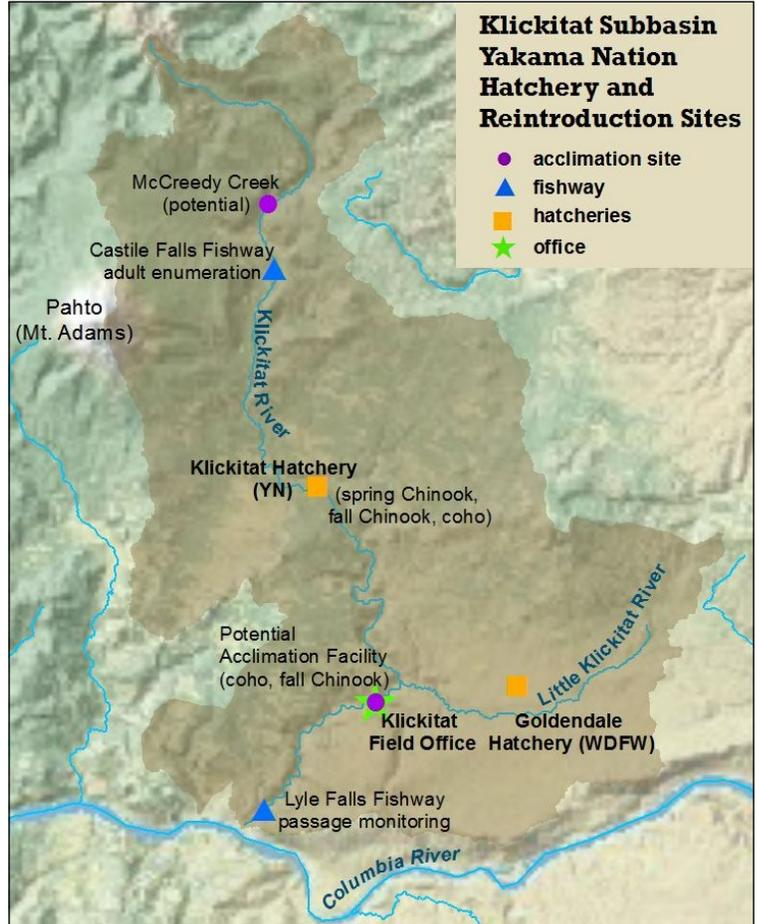 Klickitat Subbasin
Yakama Nation
Hatchery and
Reintroduction Sites
acclimation site
fishway
hatcheries
office
McCreedy Creek
(potential)
Castile Falls Fishway
adult enumeration
Pahto
(Mt. Adams)
Klickitat River
Klickitat Hatchery
(YN)
(spring Chinook,
fall Chinook, coho)
Potential
Acclimation Facility
(coho, fall Chinook)
Little Klickitat River
Klickitat
Field Office
Goldendale
Hatchery (WDFW)
Lyle Falls Fishway
passage monitoring
Columbia River